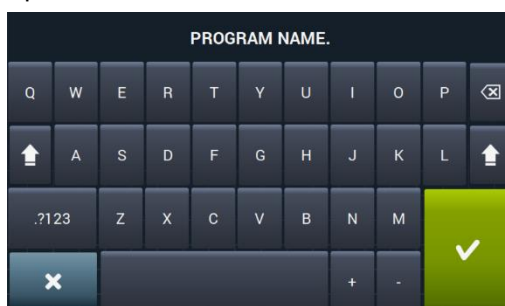 PROGRAM NAME.
Q W E R T Y U I O P
A S D F G H J K L
.?123 Z X C V B N M
+ -